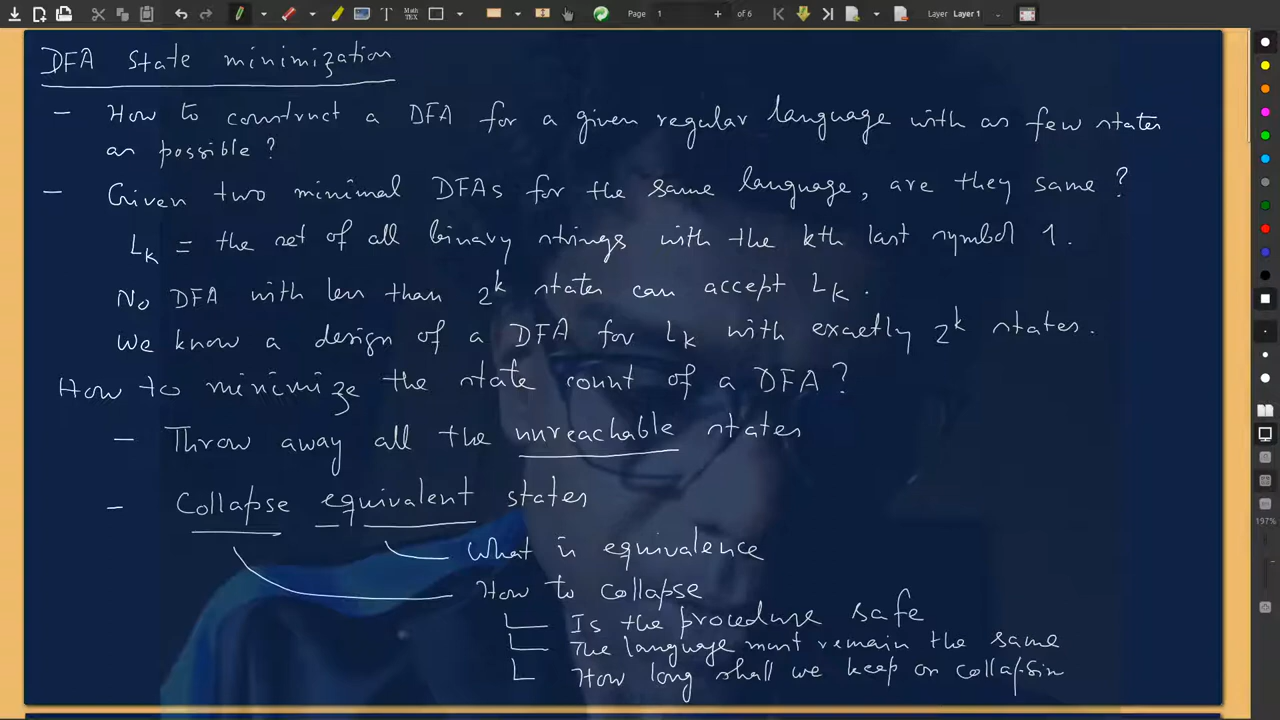 Page 1 of 6 Layer Layer 1
DFA state minimization
- How to construct a DFA for a given regular language with as few states
as possible?
- Given two minimal DFAs for the same language, are they same?
Lk = the set of all binary strings with the kth last symbol 1.
No DFA with less than 2^k states can accept Lk.
We know a design of a DFA for Lk with exactly 2^k states.
How to minimize the state count of a DFA?
- Throw away all the unreachable states
- Collapse equivalent states
What is equivalence
How to collapse
Is the procedure safe
The language must remain the same
How long shall we keep on collapsin
197%